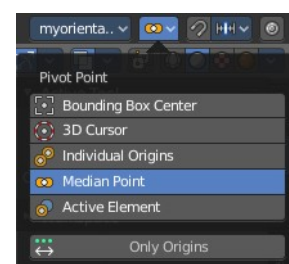 myorienta..
Pivot Point
Bounding Box Center
3D Cursor
Individual Origins
Median Point
Active Element
Only Origins